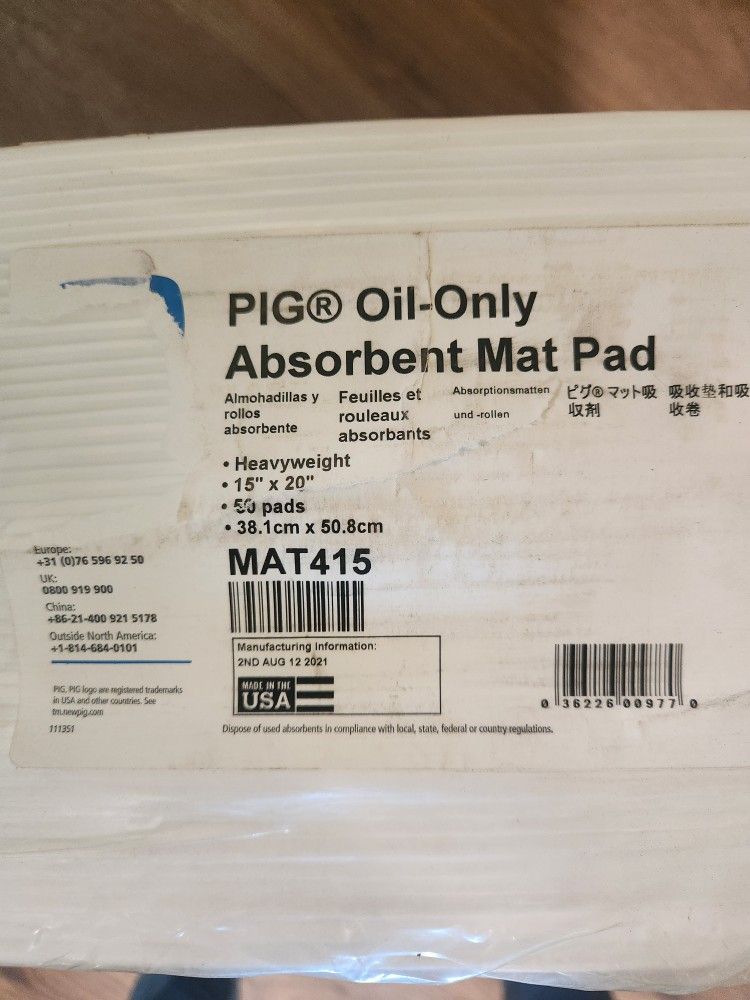 PIG® Oil-Only
Absorbent Mat Pad
Almohadillas y
rollos
absorbente
Feuilles et
rouleaux
absorbants
Absorptionsmatten
und -rollen
ピグ® マット吸
収剤
吸收垫和吸
收卷
• Heavyweight
• 15" x 20"
• 50 pads
• 38.1cm x 50.8cm
MAT415
Europe:
+31 (0)76 596 92 50
UK:
0800 919 900
China:
+86-21-400 921 5178
Outside North America:
+1-814-684-0101
PIG, PIG logo are registered trademarks
in USA and other countries. See
tm.newpig.com
111351
Manufacturing Information:
2ND AUG 12 2021
MADE IN THE
USA
0 36226 00977 0
Dispose of used absorbents in compliance with local, state, federal or country regulations.